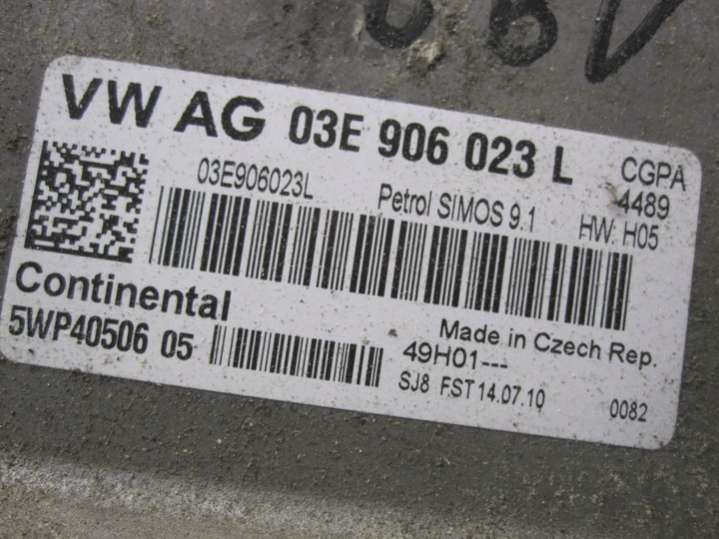 VW AG 03E 906 023 L
CGPA
4489
03E906023L Petrol SIMOS 9.1 HW: H05
Continental
5WP40506 05
Made in Czech Rep.
49H01---
SJ8 FST 14.07.10 0082